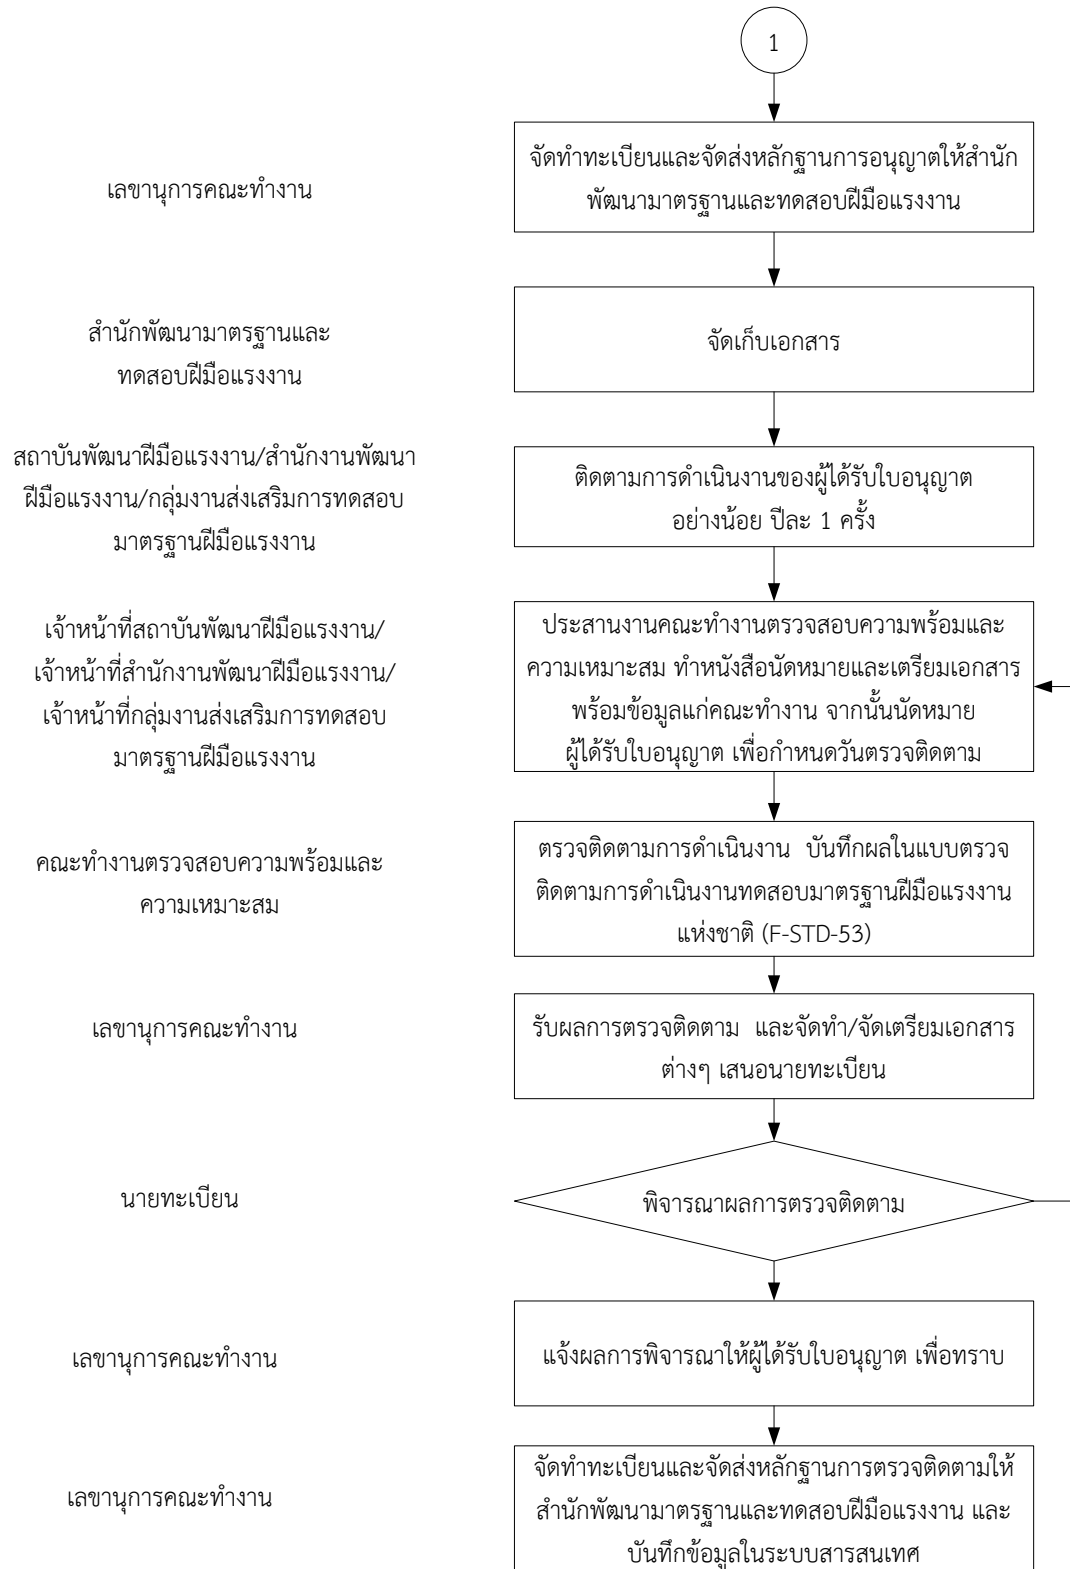 1
เลขานุการคณะทำงาน
จัดทำทะเบียนและจัดส่งหลักฐานการอนุญาตให้สำนัก
พัฒนามาตรฐานและทดสอบฝีมือแรงงาน
สำนักพัฒนามาตรฐานและ
ทดสอบฝีมือแรงงาน
จัดเก็บเอกสาร
สถาบันพัฒนาฝีมือแรงงาน/สำนักงานพัฒนา
ฝีมือแรงงาน/กลุ่มงานส่งเสริมการทดสอบ
มาตรฐานฝีมือแรงงาน
ติดตามการดำเนินงานของผู้ได้รับใบอนุญาต
อย่างน้อย ปีละ 1 ครั้ง
เจ้าหน้าที่สถาบันพัฒนาฝีมือแรงงาน/
เจ้าหน้าที่สำนักงานพัฒนาฝีมือแรงงาน/
เจ้าหน้าที่กลุ่มงานส่งเสริมการทดสอบ
มาตรฐานฝีมือแรงงาน
ประสานงานคณะทำงานตรวจสอบความพร้อมและ
ความเหมาะสม ทำหนังสือนัดหมายและเตรียมเอกสาร
พร้อมข้อมูลแก่คณะทำงาน จากนั้นนัดหมาย
ผู้ได้รับใบอนุญาต เพื่อกำหนดวันตรวจติดตาม
คณะทำงานตรวจสอบความพร้อมและ
ความเหมาะสม
ตรวจติดตามการดำเนินงาน บันทึกผลในแบบตรวจ
ติดตามการดำเนินงานทดสอบมาตรฐานฝีมือแรงงาน
แห่งชาติ (F-STD-53)
เลขานุการคณะทำงาน
รับผลการตรวจติดตาม และจัดทำ/จัดเตรียมเอกสาร
ต่างๆ เสนอนายทะเบียน
นายทะเบียน
พิจารณาผลการตรวจติดตาม
เลขานุการคณะทำงาน
แจ้งผลการพิจารณาให้ผู้ได้รับใบอนุญาต เพื่อทราบ
เลขานุการคณะทำงาน
จัดทำทะเบียนและจัดส่งหลักฐานการตรวจติดตามให้
สำนักพัฒนามาตรฐานและทดสอบฝีมือแรงงาน และ
บันทึกข้อมูลในระบบสารสนเทศ